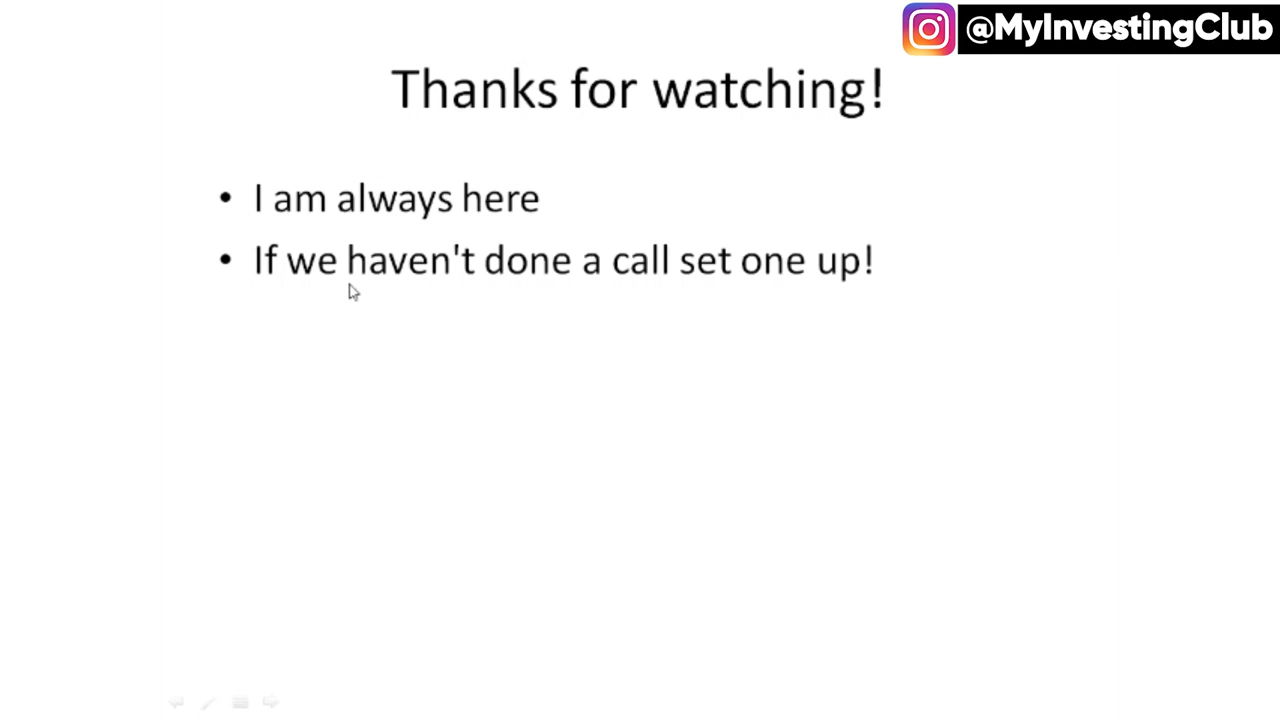 @MyInvestingClub
Thanks for watching!
• I am always here
• If we haven't done a call set one up!